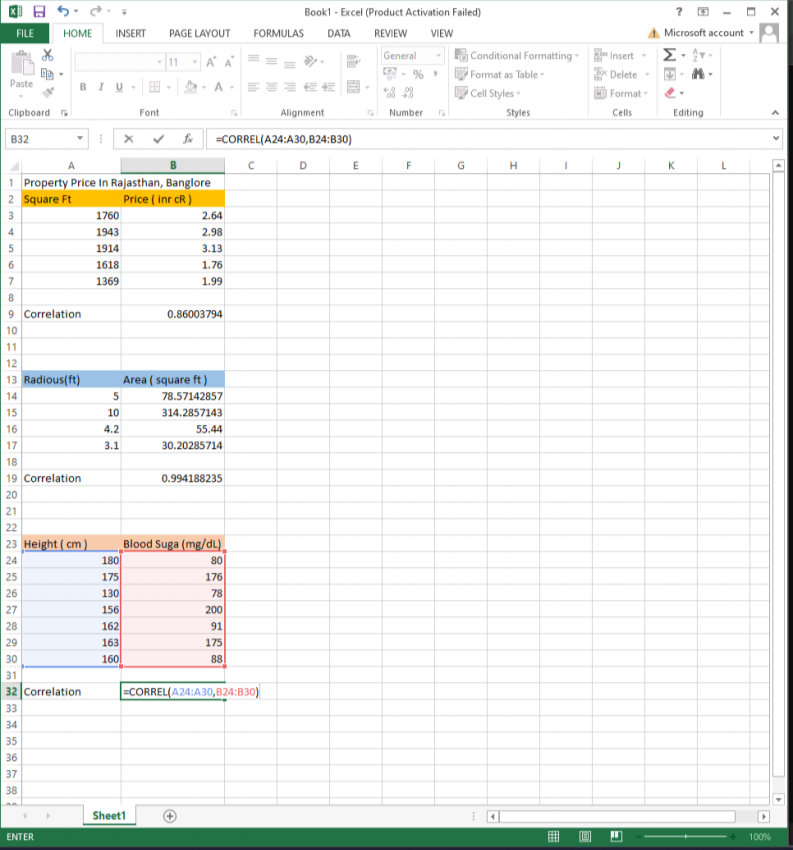 Book1 - Excel (Product Activation Failed)
FILE HOME INSERT PAGE LAYOUT FORMULAS DATA REVIEW VIEW Microsoft account
Paste
11 A A
B I U A
General
% ,
Conditional Formatting
Format as Table
Cell Styles
Insert
Delete
Format
Clipboard Font Alignment Number Styles Cells Editing
B32 fx =CORREL(A24:A30,B24:B30)
A B C D E F G H I J K L
1 Property Price In Rajasthan, Banglore
2 Square Ft Price ( inr cR )
3 1760 2.64
4 1943 2.98
5 1914 3.13
6 1618 1.76
7 1369 1.99
8
9 Correlation 0.86003794
10
11
12
13 Radious(ft) Area ( square ft )
14 5 78.57142857
15 10 314.2857143
16 4.2 55.44
17 3.1 30.20285714
18
19 Correlation 0.994188235
20
21
22
23 Height ( cm ) Blood Suga (mg/dL)
24 180 80
25 175 176
26 130 78
27 156 200
28 162 91
29 163 175
30 160 88
31
32 Correlation =CORREL(A24:A30,B24:B30)
33
34
35
36
37
38
Sheet1
ENTER 100%